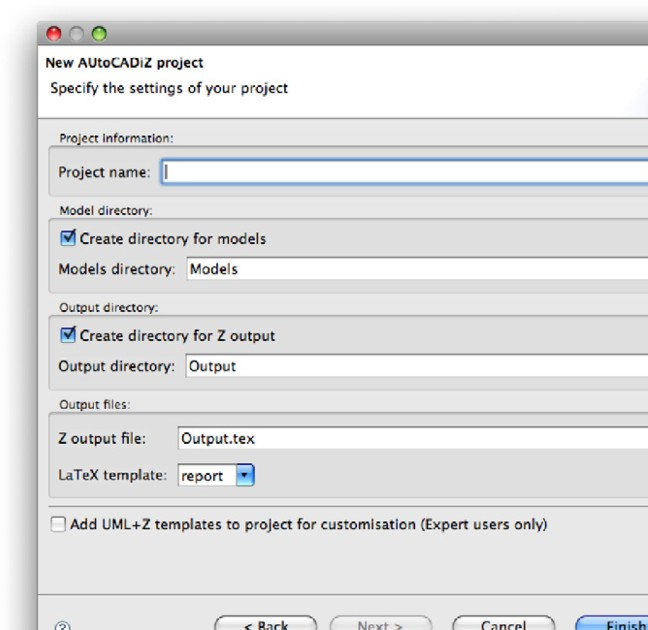 New AUtoCADiZ project
Specify the settings of your project
Project information:
Project name:
Model directory:
Create directory for models
Models directory: Models
Output directory:
Create directory for Z output
Output directory: Output
Output files:
Z output file: Output.tex
LaTeX template: report
Add UML+Z templates to project for customisation (Expert users only)
? < Back Next > Cancel Finish